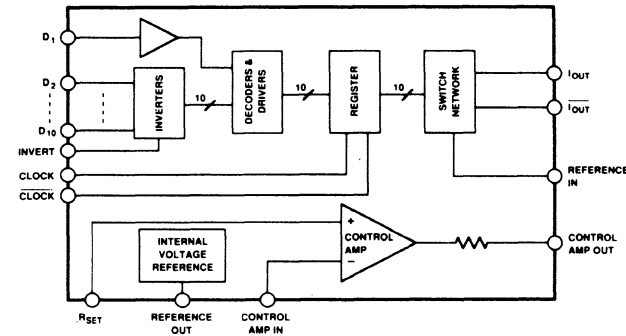 D1
D2
D10
INVERT
CLOCK
CLOCK
INVERTERS
10
DECODERS &
DRIVERS
10
REGISTER
10
SWITCH
NETWORK
IOUT
IOUT
REFERENCE
IN
INTERNAL
VOLTAGE
REFERENCE
+
CONTROL
AMP
−
CONTROL
AMP OUT
RSET
REFERENCE
OUT
CONTROL
AMP IN